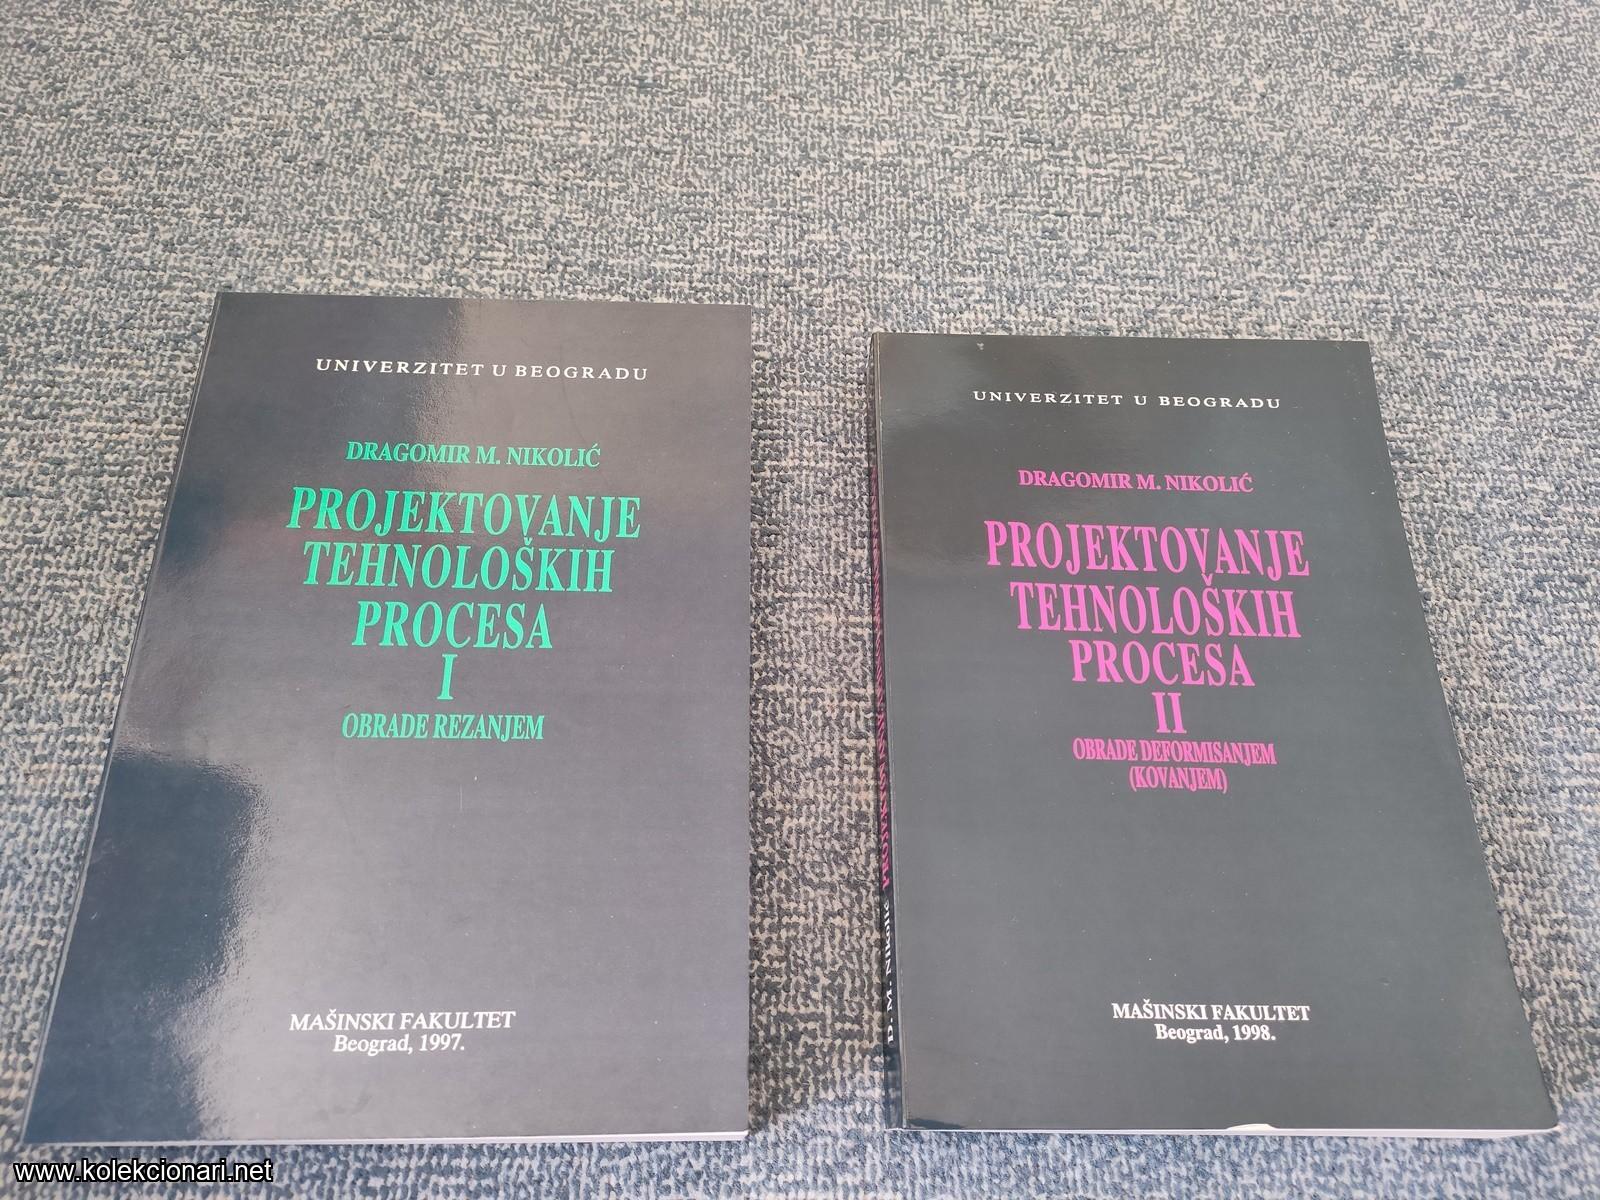 UNIVERZITET U BEOGRADU
DRAGOMIR M. NIKOLIĆ
PROJEKTOVANJE
TEHNOLOŠKIH
PROCESA
I
OBRADE REZANJEM
MAŠINSKI FAKULTET
Beograd, 1997.
UNIVERZITET U BEOGRADU
DRAGOMIR M. NIKOLIĆ
PROJEKTOVANJE
TEHNOLOŠKIH
PROCESA
II
OBRADE DEFORMISANJEM
(KOVANJEM)
MAŠINSKI FAKULTET
Beograd, 1998.
D. M. Nikolić
www.kolekcionari.net